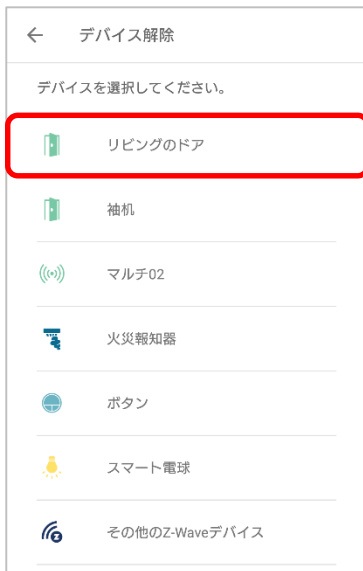 デバイス解除
デバイスを選択してください。
リビングのドア
袖机
マルチ02
火災報知器
ボタン
スマート電球
その他のZ-Waveデバイス